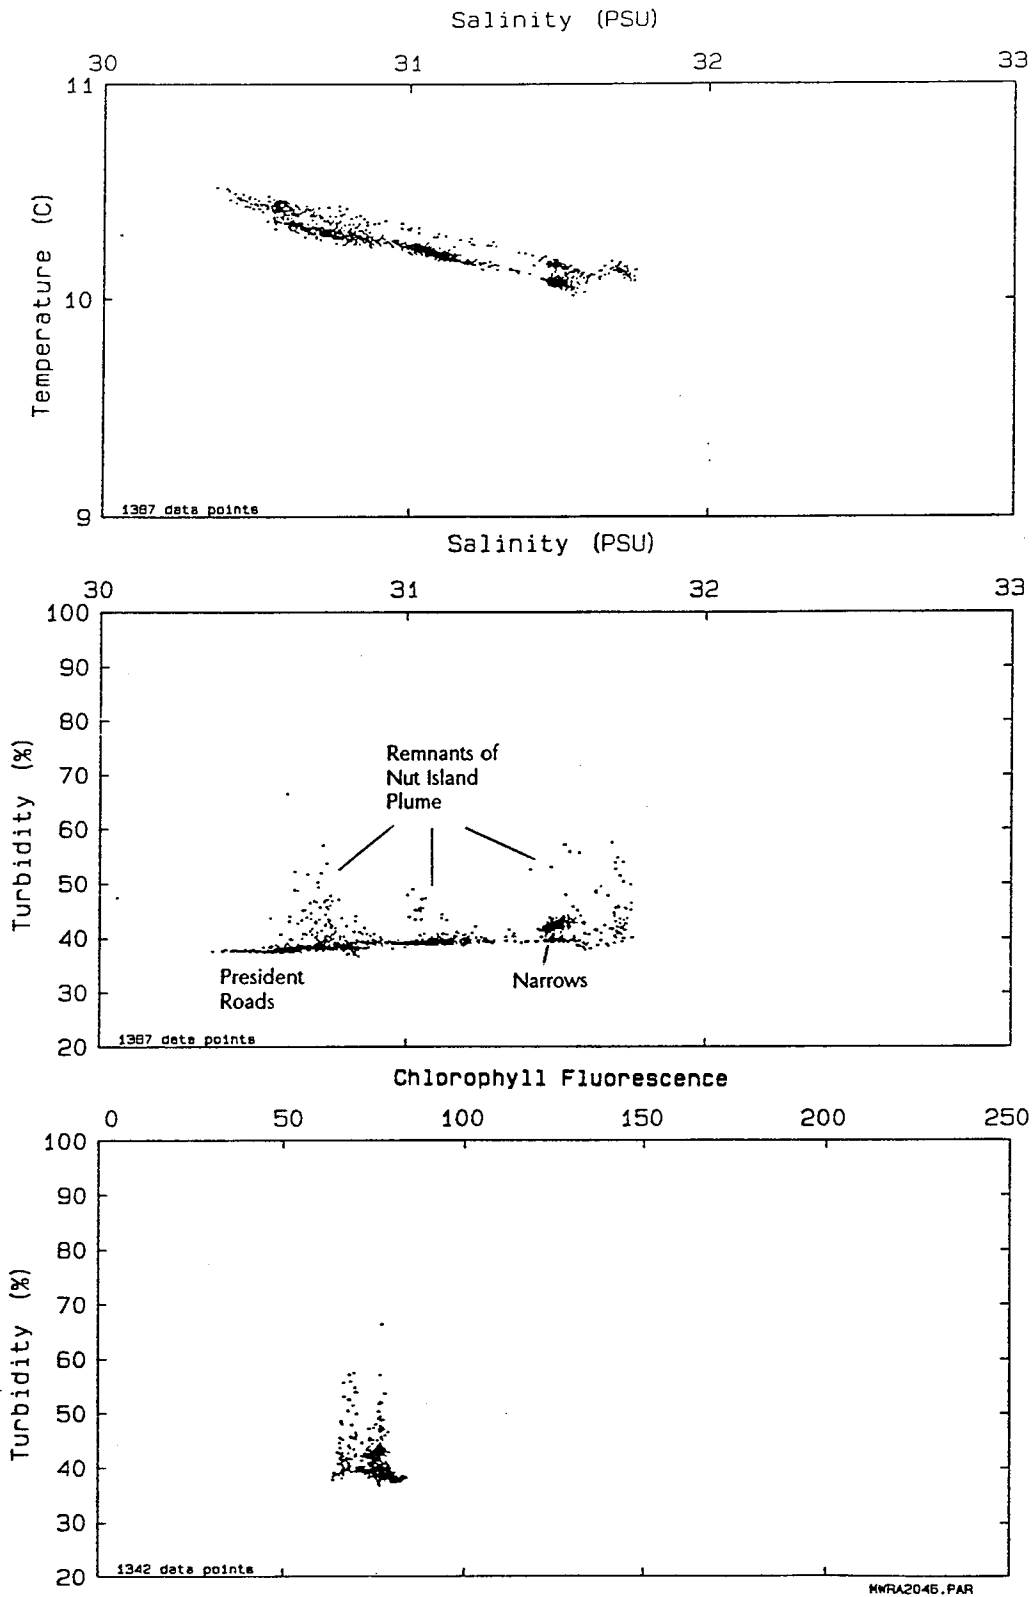 Salinity (PSU)
30 31 32 33
11
10
9
Temperature (C)
1387 data points
Salinity (PSU)
30 31 32 33
100
90
80
70
60
50
40
30
20
Turbidity (%)
Remnants of
Nut Island
Plume
President
Roads
Narrows
1387 data points
Chlorophyll Fluorescence
0 50 100 150 200 250
100
90
80
70
60
50
40
30
20
Turbidity (%)
1342 data points
MWRA2046.PAR